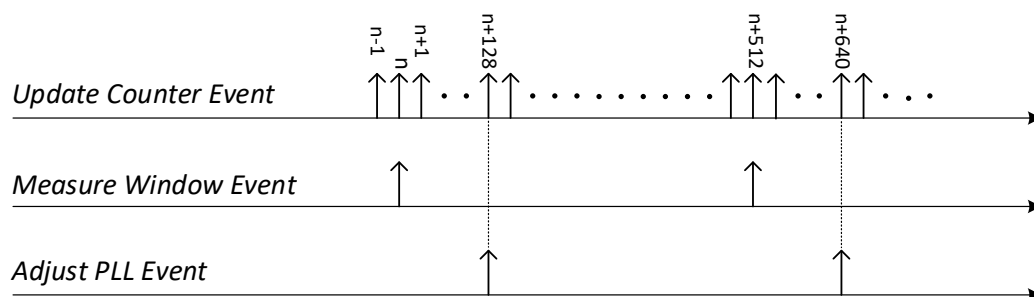 n-1
n
n+1
n+128
n+512
n+640
Update Counter Event
Measure Window Event
Adjust PLL Event